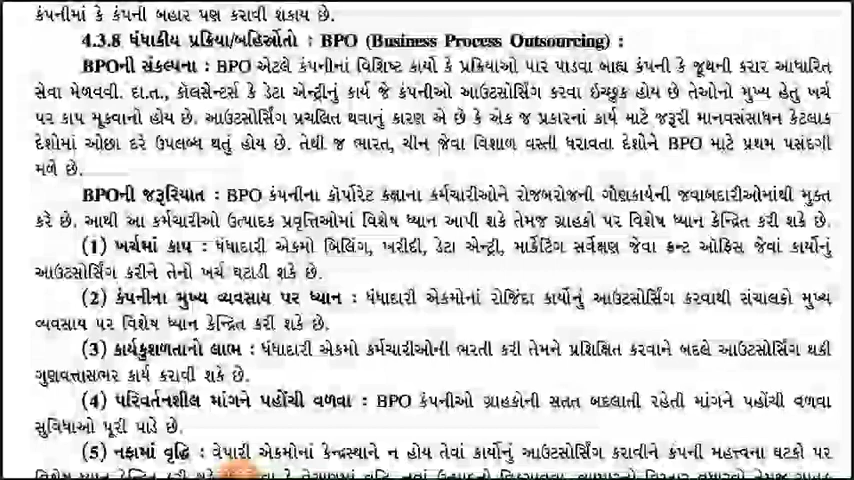 કંપનીમાં કે કંપની બહાર પણ કરાવી શકાય છે.
4.3.8 ધંધાકીય પ્રક્રિયા/બહિર્સ્ત્રોતો : BPO (Business Process Outsourcing) :
BPOની સંકલ્પના : BPO એટલે કંપનીનાં વિશિષ્ટ કાર્યો કે પ્રક્રિયાઓ પાર પાડવા બાહ્ય કંપની કે જૂથની કરાર આધારિત
સેવા મેળવવી. દા.ત., કૉલસેન્ટર્સ કે ડેટા એન્ટ્રીનું કાર્ય જે કંપનીઓ આઉટસોર્સિંગ કરવા ઈચ્છુક હોય છે તેઓનો મુખ્ય હેતુ ખર્ચ
પર કાપ મૂકવાનો હોય છે. આઉટસોર્સિંગ પ્રચલિત થવાનું કારણ એ છે કે એક જ પ્રકારનાં કાર્ય માટે જરૂરી માનવસંસાધન કેટલાક
દેશોમાં ઓછા દરે ઉપલબ્ધ થતું હોય છે. તેથી જ ભારત, ચીન જેવા વિશાળ વસ્તી ધરાવતા દેશોને BPO માટે પ્રથમ પસંદગી
મળે છે.
BPOની જરૂરિયાત : BPO કંપનીના કૉર્પોરેટ કક્ષાના કર્મચારીઓને રોજબરોજની ગૌણકાર્યની જવાબદારીઓમાંથી મુક્ત
કરે છે. આથી આ કર્મચારીઓ ઉત્પાદક પ્રવૃત્તિઓમાં વિશેષ ધ્યાન આપી શકે તેમજ ગ્રાહકો પર વિશેષ ધ્યાન કેન્દ્રિત કરી શકે છે.
(1) ખર્ચમાં કાપ : ધંધાદારી એકમો બિલિંગ, ખરીદી, ડેટા એન્ટ્રી, માર્કેટિંગ સર્વેક્ષણ જેવા ફ્રન્ટ ઑફિસ જેવાં કાર્યોનું
આઉટસોર્સિંગ કરીને તેનો ખર્ચ ઘટાડી શકે છે.
(2) કંપનીના મુખ્ય વ્યવસાય પર ધ્યાન : ધંધાદારી એકમોનાં રોજિંદા કાર્યોનું આઉટસોર્સિંગ કરવાથી સંચાલકો મુખ્ય
વ્યવસાય પર વિશેષ ધ્યાન કેન્દ્રિત કરી શકે છે.
(3) કાર્યકુશળતાનો લાભ : ધંધાદારી એકમો કર્મચારીઓની ભરતી કરી તેમને પ્રશિક્ષિત કરવાને બદલે આઉટસોર્સિંગ થકી
ગુણવત્તાસભર કાર્ય કરાવી શકે છે.
(4) પરિવર્તનશીલ માંગને પહોંચી વળવા : BPO કંપનીઓ ગ્રાહકોની સતત બદલાતી રહેતી માંગને પહોંચી વળવા
સુવિધાઓ પૂરી પાડે છે.
(5) નફામાં વૃદ્ધિ : વેપારી એકમોનાં કેન્દ્રસ્થાને ન હોય તેવાં કાર્યોનું આઉટસોર્સિંગ કરાવીને કંપની મહત્ત્વના ઘટકો પર
વિશેષ ધ્યાન કેન્દ્રિત કરી શકે